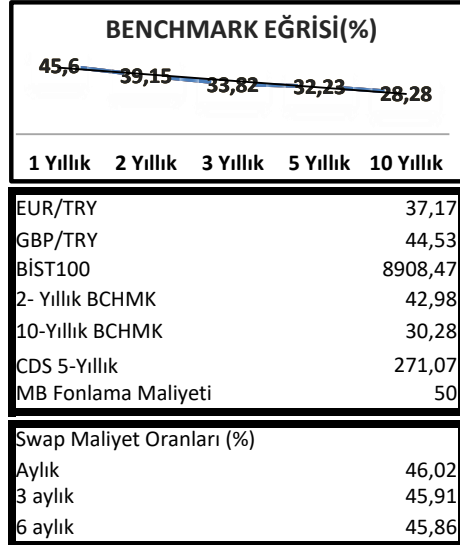 BENCHMARK EĞRİSİ(%)
45,6 39,15 33,82 32,23 28,28
1 Yıllık 2 Yıllık 3 Yıllık 5 Yıllık 10 Yıllık
EUR/TRY 37,17
GBP/TRY 44,53
BİST100 8908,47
2- Yıllık BCHMK 42,98
10-Yıllık BCHMK 30,28
CDS 5-Yıllık 271,07
MB Fonlama Maliyeti 50
Swap Maliyet Oranları (%)
Aylık 46,02
3 aylık 45,91
6 aylık 45,86